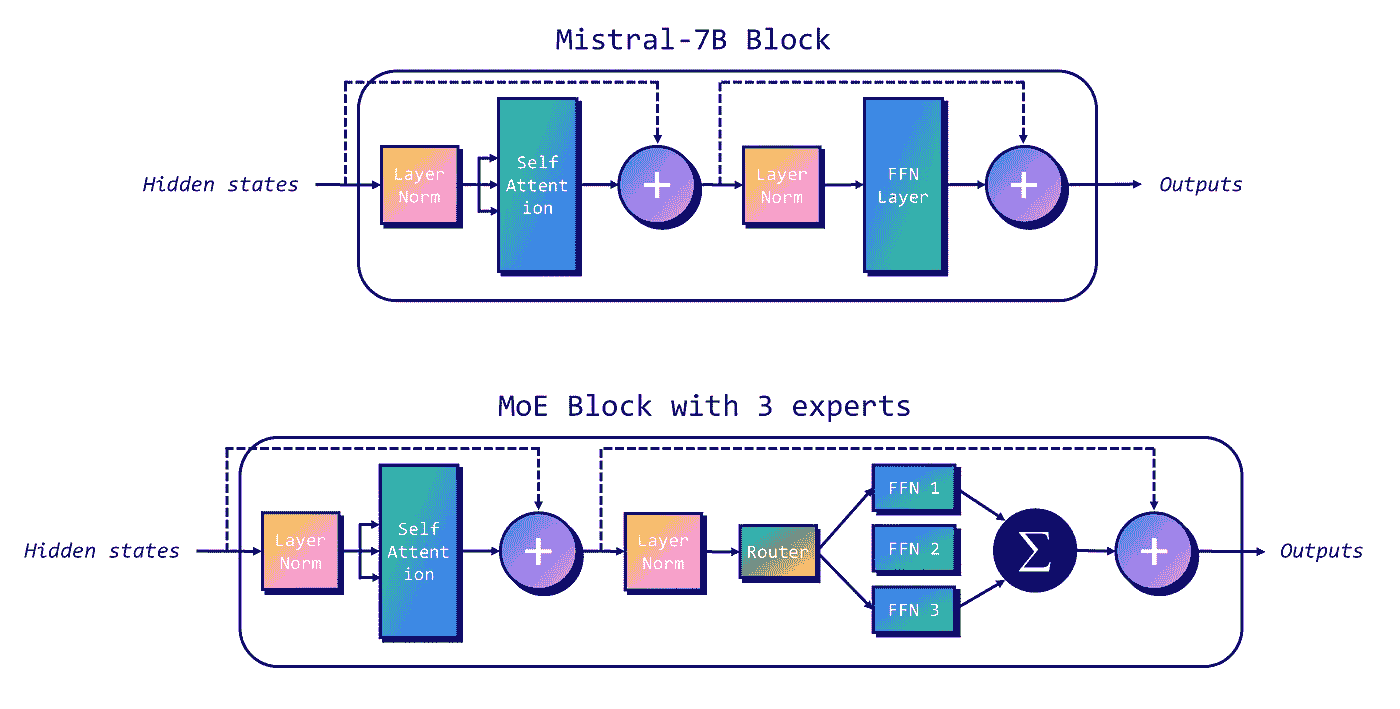 Mistral-7B Block
Hidden states
Layer
Norm
Self
Attent
ion
+
Layer
Norm
FFN
Layer
+
Outputs
MoE Block with 3 experts
Hidden states
Layer
Norm
Self
Attent
ion
+
Layer
Norm
Router
FFN 1
FFN 2
FFN 3
Σ
+
Outputs